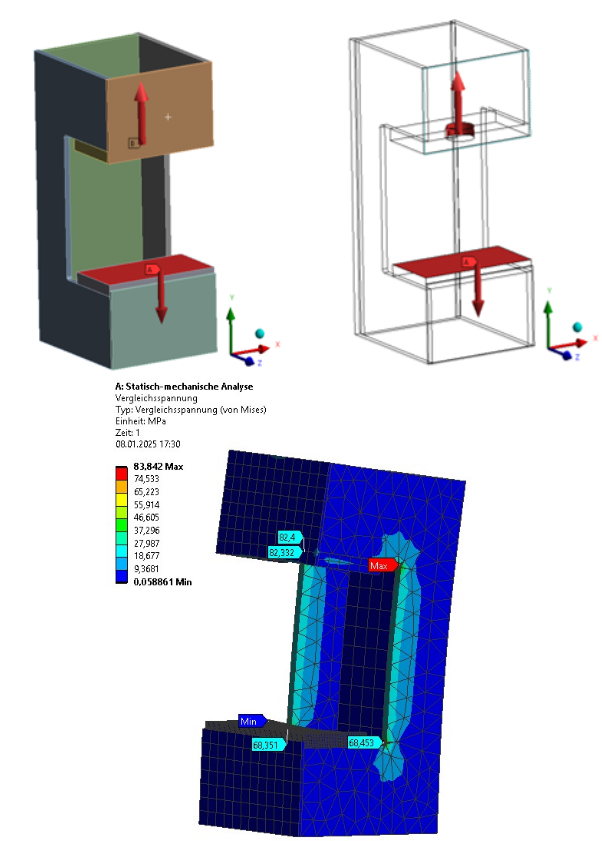 B
A
Y
X
Z
A
Y
X
Z
A: Statisch-mechanische Analyse
Vergleichsspannung
Typ: Vergleichsspannung (von Mises)
Einheit: MPa
Zeit: 1
08.01.2025 17:30
83,842 Max
74,533
65,223
55,914
46,605
37,296
27,987
18,677
9,3681
0,058861 Min
82,4
82,332
Max
Min
68,351
68,453